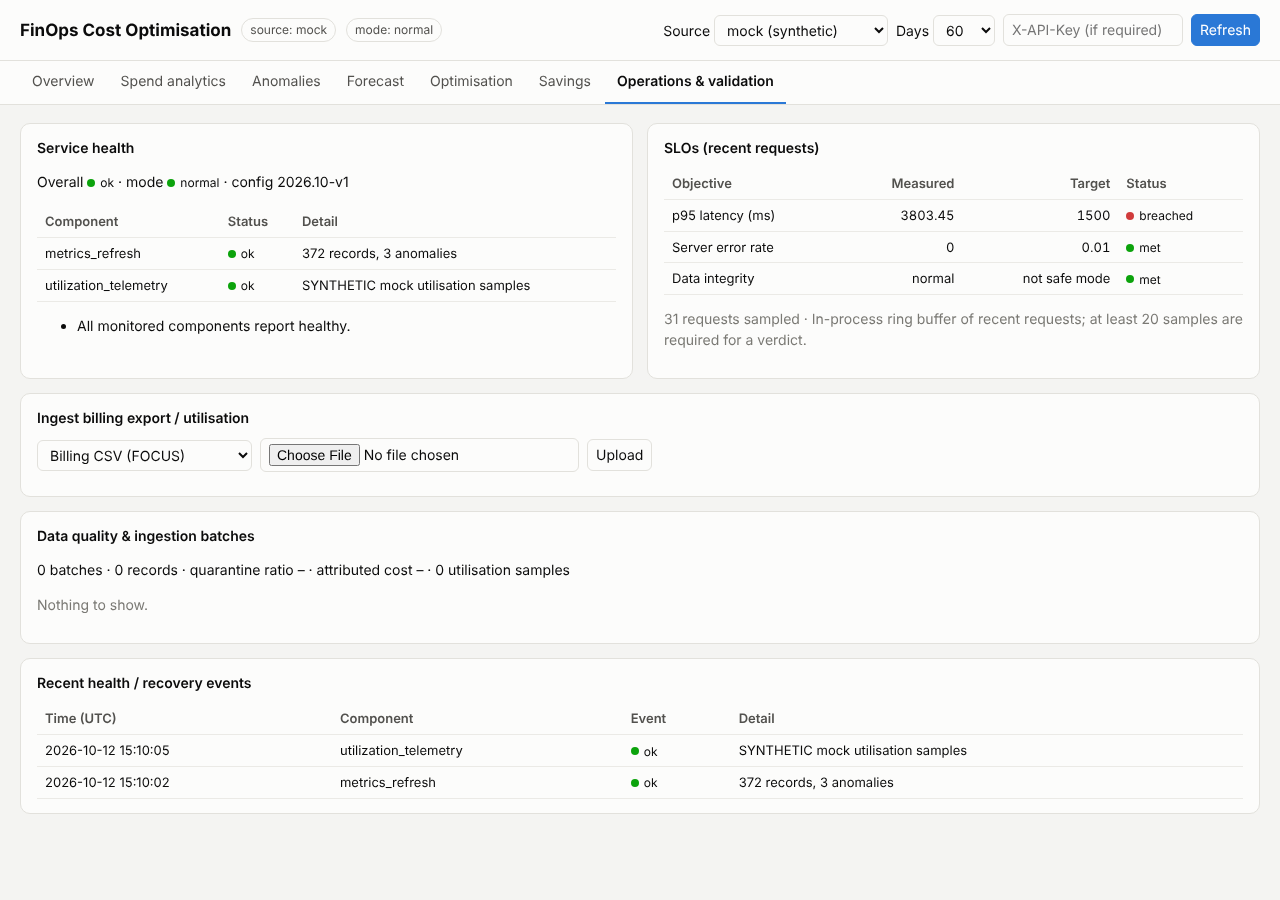 FinOps Cost Optimisation
source: mock
mode: normal
Source
mock (synthetic)
Days
60
X-API-Key (if required)
Refresh
Overview
Spend analytics
Anomalies
Forecast
Optimisation
Savings
Operations & validation
Service health
Overall ok · mode normal · config 2026.10-v1
Component Status Detail
metrics_refresh ok 372 records, 3 anomalies
utilization_telemetry ok SYNTHETIC mock utilisation samples
• All monitored components report healthy.
SLOs (recent requests)
Objective Measured Target Status
p95 latency (ms) 3803.45 1500 breached
Server error rate 0 0.01 met
Data integrity normal not safe mode met
31 requests sampled · In-process ring buffer of recent requests; at least 20 samples are
required for a verdict.
Ingest billing export / utilisation
Billing CSV (FOCUS)
Choose File No file chosen
Upload
Data quality & ingestion batches
0 batches · 0 records · quarantine ratio – · attributed cost – · 0 utilisation samples
Nothing to show.
Recent health / recovery events
Time (UTC) Component Event Detail
2026-10-12 15:10:05 utilization_telemetry ok SYNTHETIC mock utilisation samples
2026-10-12 15:10:02 metrics_refresh ok 372 records, 3 anomalies